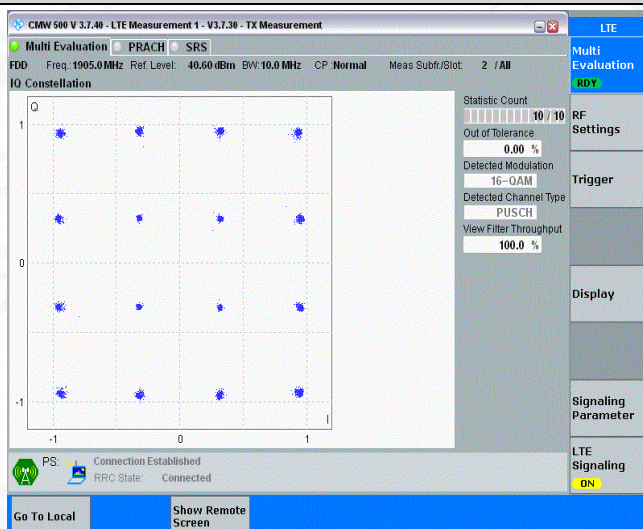 CMW 500 V 3.7.40 - LTE Measurement 1 - V3.7.30 - TX Measurement
LTE
Multi Evaluation PRACH SRS
Multi
Evaluation
RDY
FDD Freq.:1905.0 MHz Ref. Level: 40.60 dBm BW:10.0 MHz CP :Normal Meas Subfr./Slot: 2 / All
IQ Constellation
Q
1
0
-1
-1 0 1
I
Statistic Count
10 / 10
Out of Tolerance
0.00 %
Detected Modulation
16-QAM
Detected Channel Type
PUSCH
View Filter Throughput
100.0 %
RF
Settings
Trigger
Display
Signaling
Parameter
LTE
Signaling
ON
PS: Connection Established
RRC State: Connected
Go To Local
Show Remote
Screen